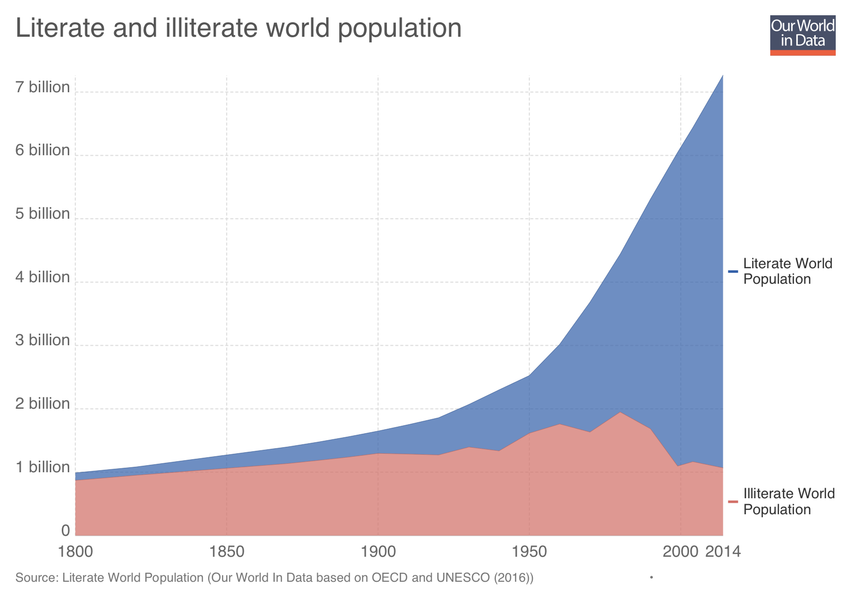 Literate and illiterate world population
Our World
in Data
7 billion
6 billion
5 billion
4 billion
3 billion
2 billion
1 billion
0
Literate World
Population
Illiterate World
Population
1800 1850 1900 1950 2000 2014
Source: Literate World Population (Our World In Data based on OECD and UNESCO (2016))